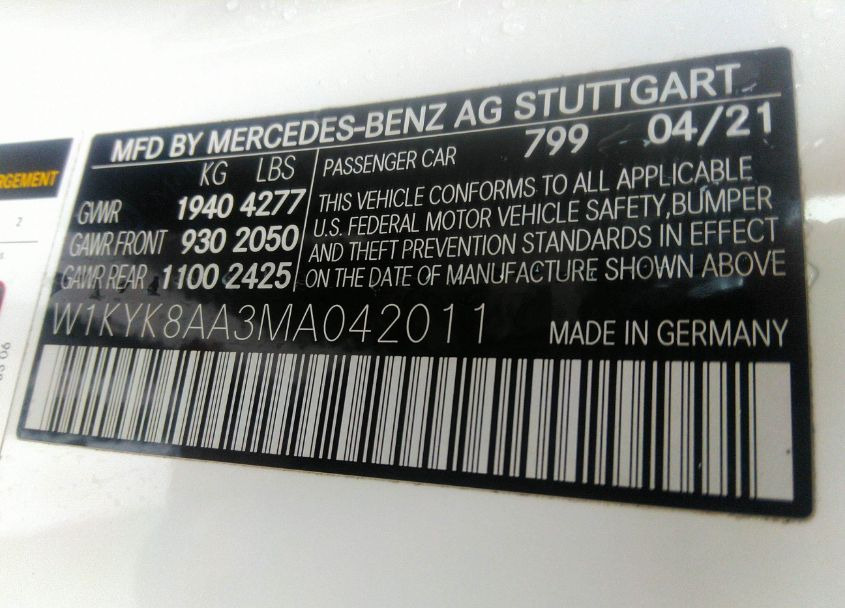 MFD BY MERCEDES-BENZ AG STUTTGART
KG LBS
GVWR 1940 4277
GAWR FRONT 930 2050
GAWR REAR 1100 2425
PASSENGER CAR 799 04/21
THIS VEHICLE CONFORMS TO ALL APPLICABLE
U.S. FEDERAL MOTOR VEHICLE SAFETY, BUMPER
AND THEFT PREVENTION STANDARDS IN EFFECT
ON THE DATE OF MANUFACTURE SHOWN ABOVE
W1KYK8AA3MA042011 MADE IN GERMANY
RGEMENT
2